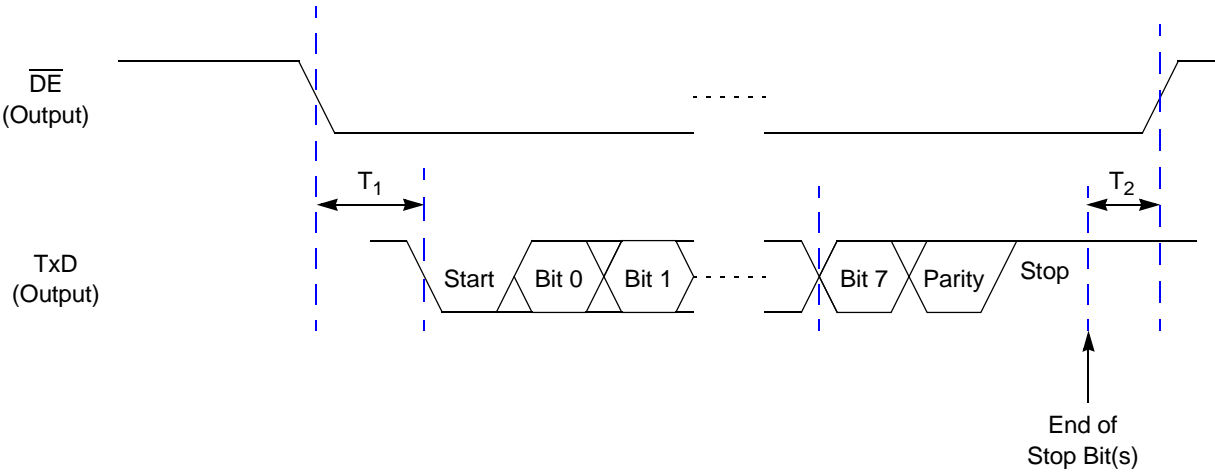 DE
(Output)
T1
T2
TxD
(Output)
Start
Bit 0
Bit 1
Bit 7
Parity
Stop
End of
Stop Bit(s)